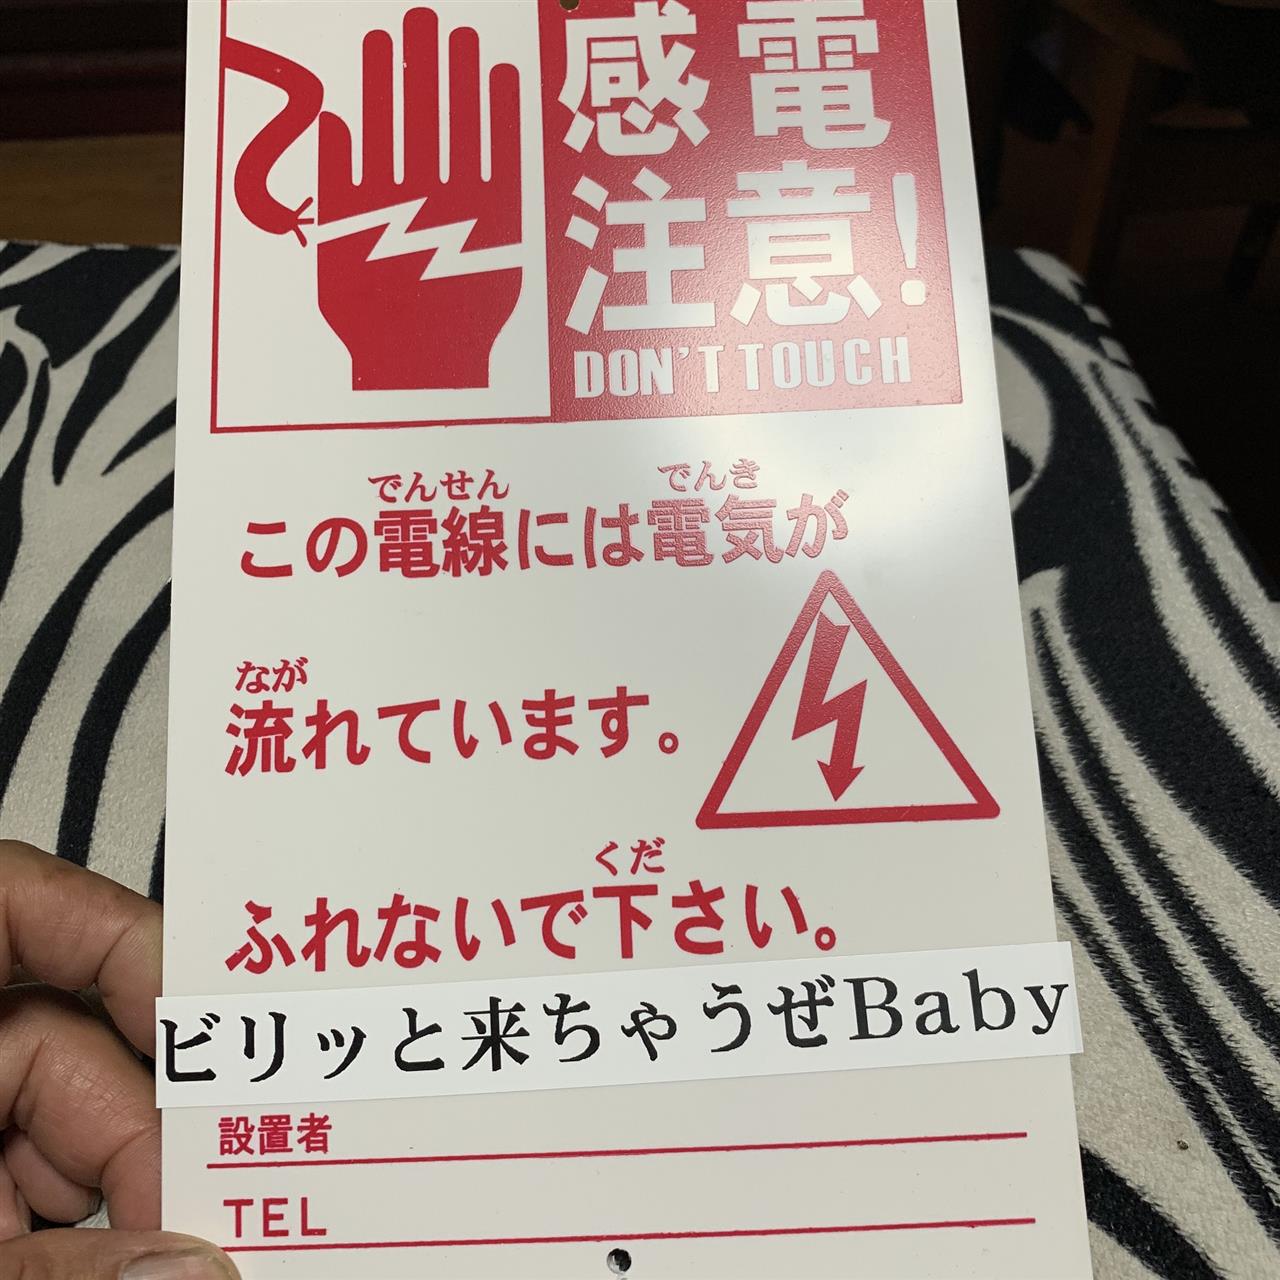 感電
注意!
DON'T TOUCH
でんせん でんき
この電線には電気が
なが
流れています。
くだ
ふれないで下さい。
ビリッと来ちゃうぜBaby
設置者
TEL